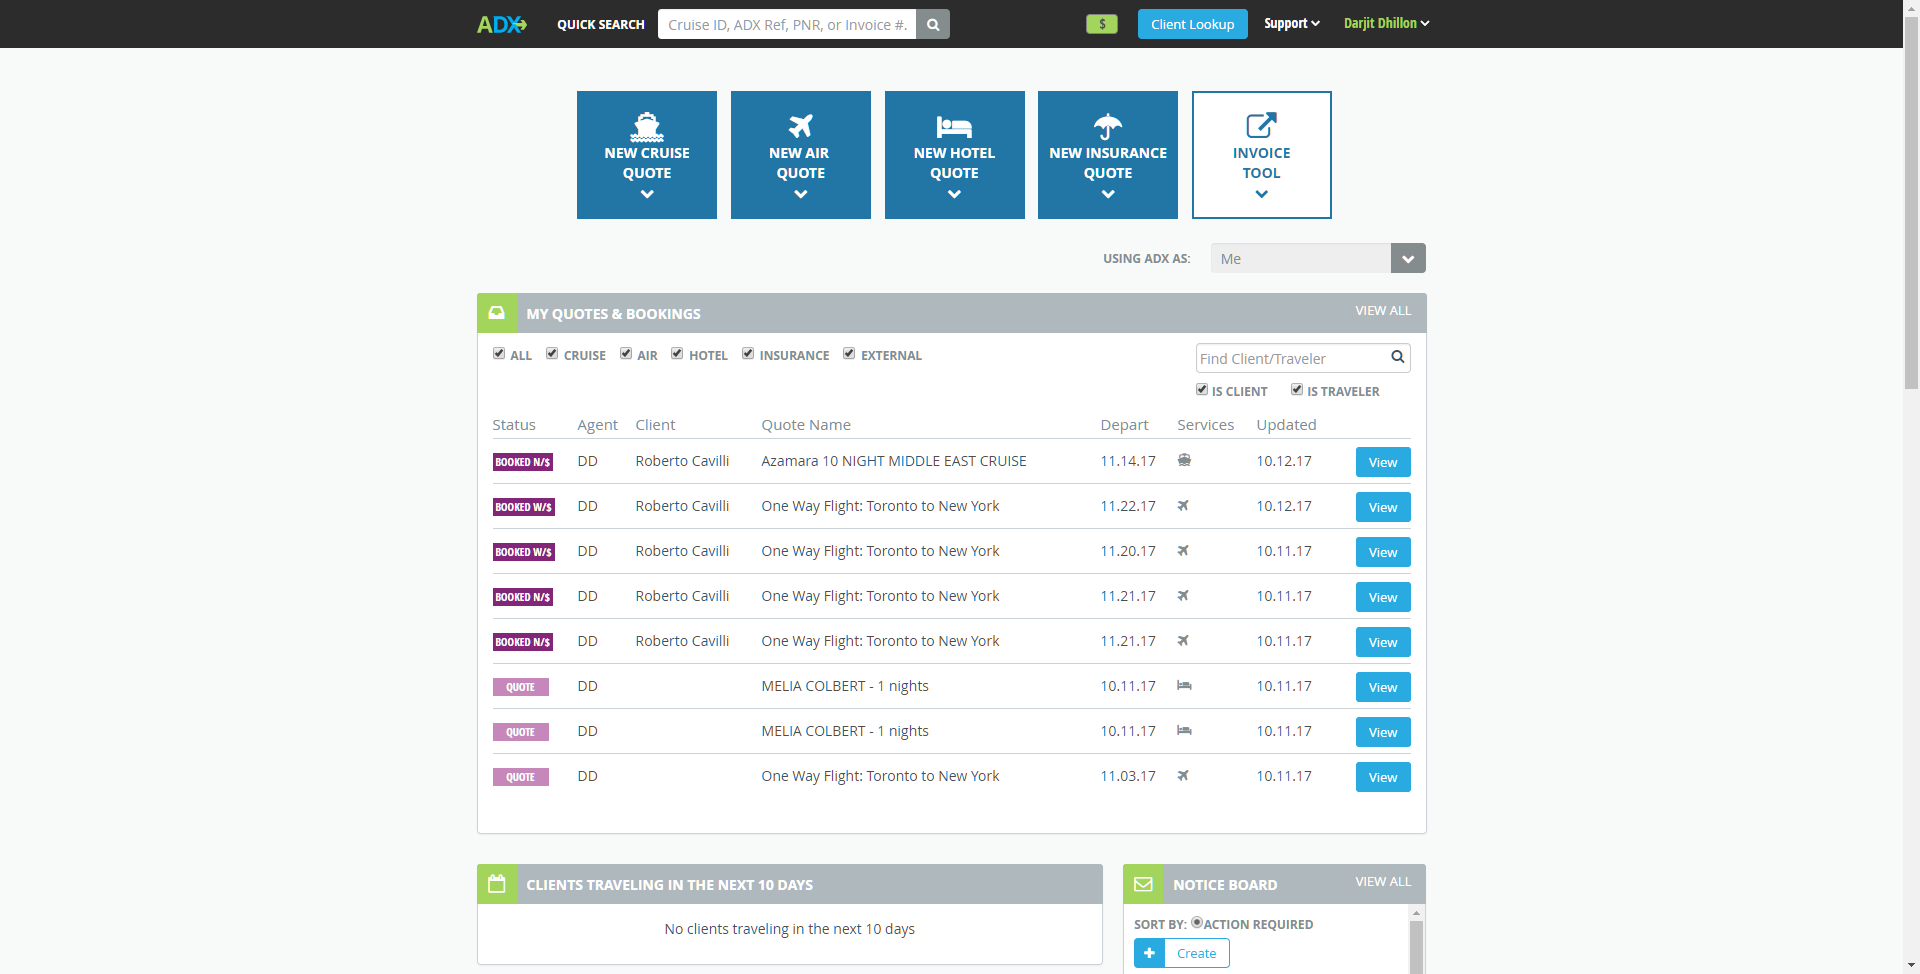 ADX QUICK SEARCH Cruise ID, ADX Ref, PNR, or Invoice #. $ Client Lookup Support Darjit Dhillon
NEW CRUISE QUOTE
NEW AIR QUOTE
NEW HOTEL QUOTE
NEW INSURANCE QUOTE
INVOICE TOOL
USING ADX AS: Me
MY QUOTES & BOOKINGS VIEW ALL
ALL CRUISE AIR HOTEL INSURANCE EXTERNAL Find Client/Traveler
IS CLIENT IS TRAVELER
Status Agent Client Quote Name Depart Services Updated
BOOKED N/$ DD Roberto Cavilli Azamara 10 NIGHT MIDDLE EAST CRUISE 11.14.17 10.12.17 View
BOOKED W/$ DD Roberto Cavilli One Way Flight: Toronto to New York 11.22.17 10.12.17 View
BOOKED W/$ DD Roberto Cavilli One Way Flight: Toronto to New York 11.20.17 10.11.17 View
BOOKED N/$ DD Roberto Cavilli One Way Flight: Toronto to New York 11.21.17 10.11.17 View
BOOKED N/$ DD Roberto Cavilli One Way Flight: Toronto to New York 11.21.17 10.11.17 View
QUOTE DD MELIA COLBERT - 1 nights 10.11.17 10.11.17 View
QUOTE DD MELIA COLBERT - 1 nights 10.11.17 10.11.17 View
QUOTE DD One Way Flight: Toronto to New York 11.03.17 10.11.17 View
CLIENTS TRAVELING IN THE NEXT 10 DAYS
No clients traveling in the next 10 days
NOTICE BOARD VIEW ALL
SORT BY: ACTION REQUIRED
+ Create